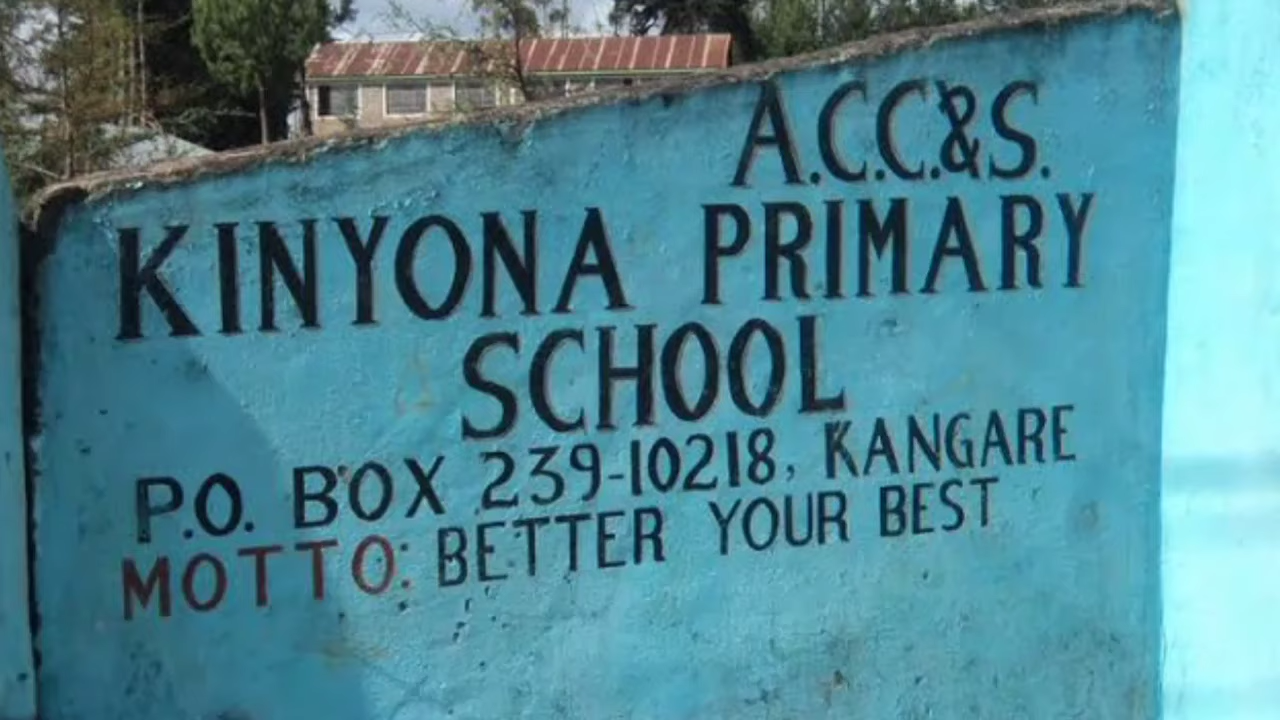 A.C.C.&S.
KINYONA PRIMARY
SCHOOL
P.O. BOX 239-10218, KANGARE
MOTTO: BETTER YOUR BEST